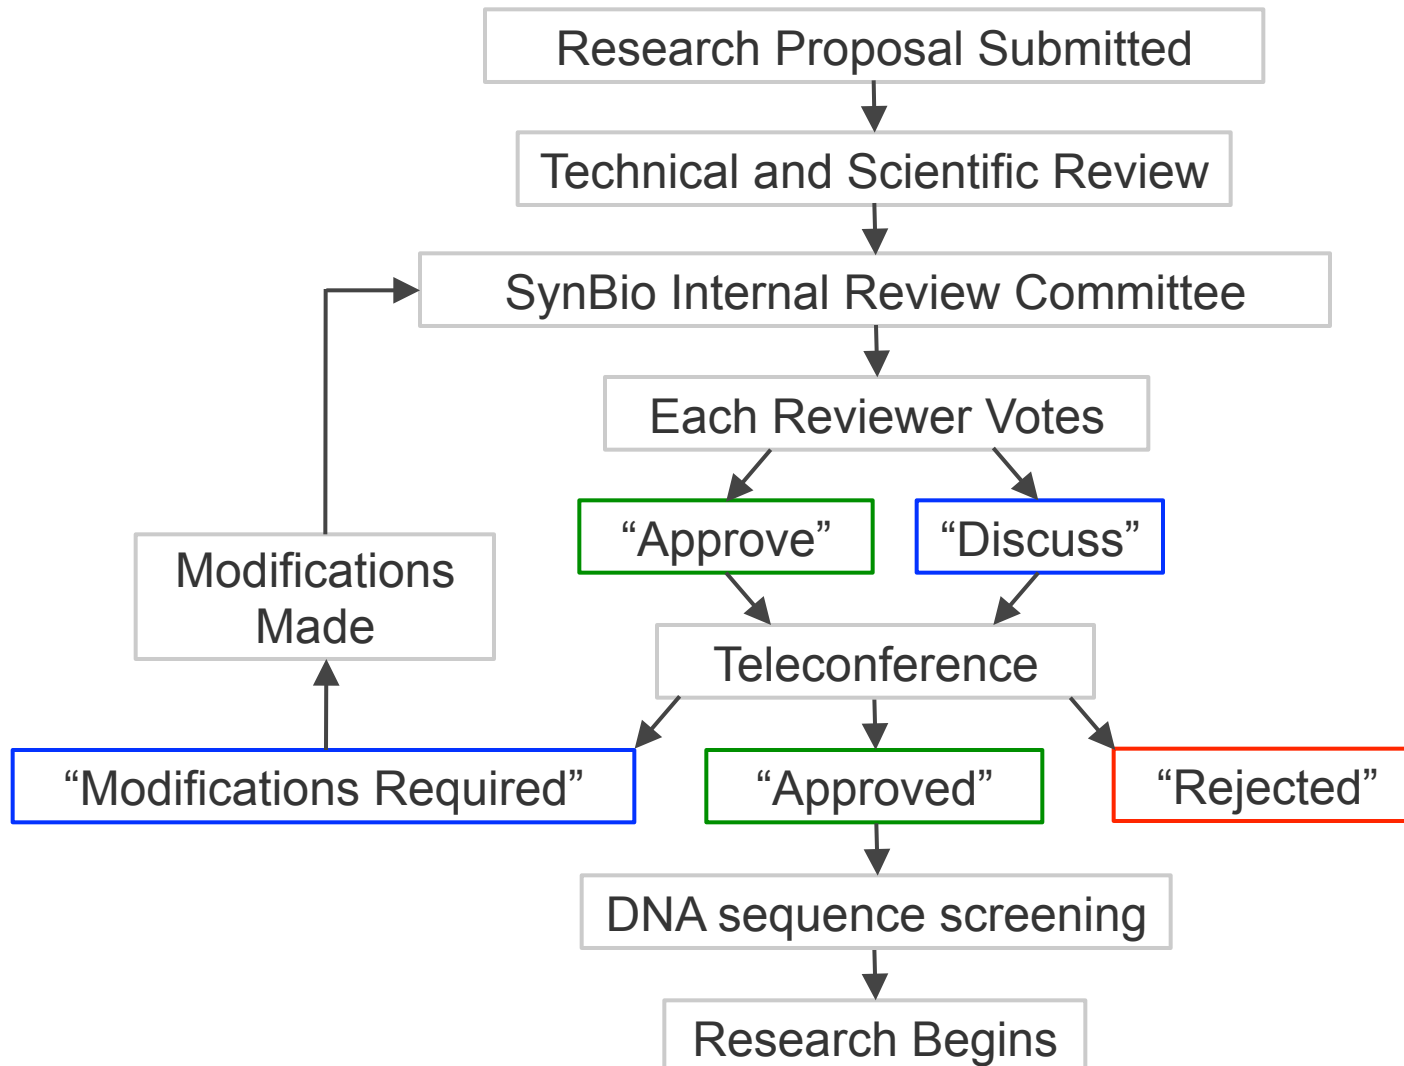 Research Proposal Submitted
Technical and Scientific Review
SynBio Internal Review Committee
Each Reviewer Votes
“Approve”
“Discuss”
Modifications
Made
Teleconference
“Modifications Required”
“Approved”
“Rejected”
DNA sequence screening
Research Begins